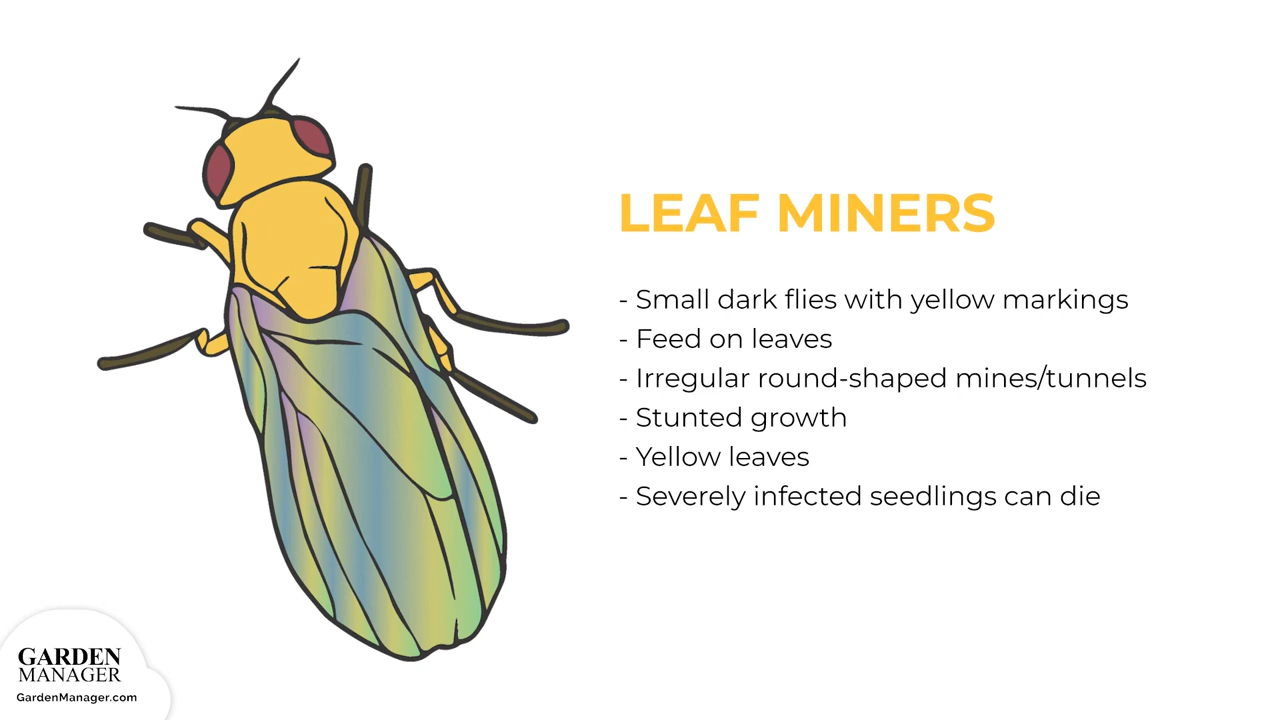 LEAF MINERS
- Small dark flies with yellow markings
- Feed on leaves
- Irregular round-shaped mines/tunnels
- Stunted growth
- Yellow leaves
- Severely infected seedlings can die
GARDEN
MANAGER
GardenManager.com